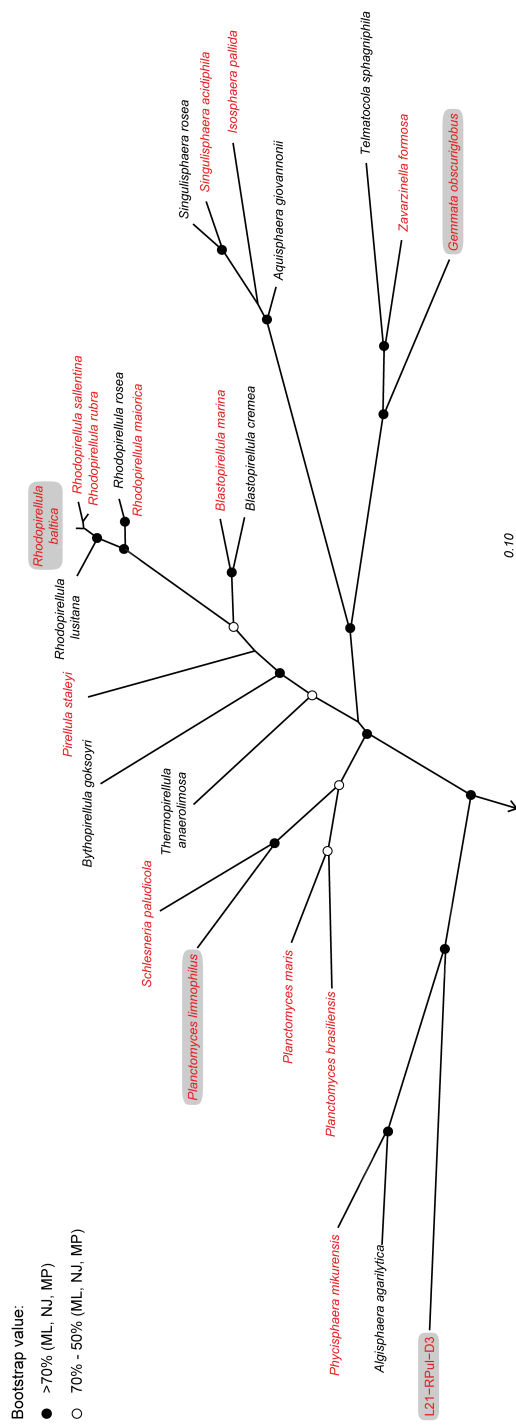 Bootstrap value:
>70% (ML, NJ, MP)
70% - 50% (ML, NJ, MP)
Phycisphaera mikurensis
Algisphaera agarilytica
L21−RPul−D3
Schlesneria paludicola
Planctomyces limnophilus
Planctomyces maris
Planctomyces brasiliensis
Thermopirellula
anaerolimosa
Bythopirellula goksoyri
Pirellula staleyi
Rhodopirellula
lusitana
Rhodopirellula
baltica
Rhodopirellula sallentina
Rhodopirellula rubra
Rhodopirellula rosea
Rhodopirellula maiorica
Blastopirellula marina
Blastopirellula cremea
Singulisphaera rosea
Singulisphaera acidiphila
Isosphaera pallida
Aquisphaera giovannonii
Telmatocola sphagniphila
Zavarzinella formosa
Gemmata obscuriglobus
0.10